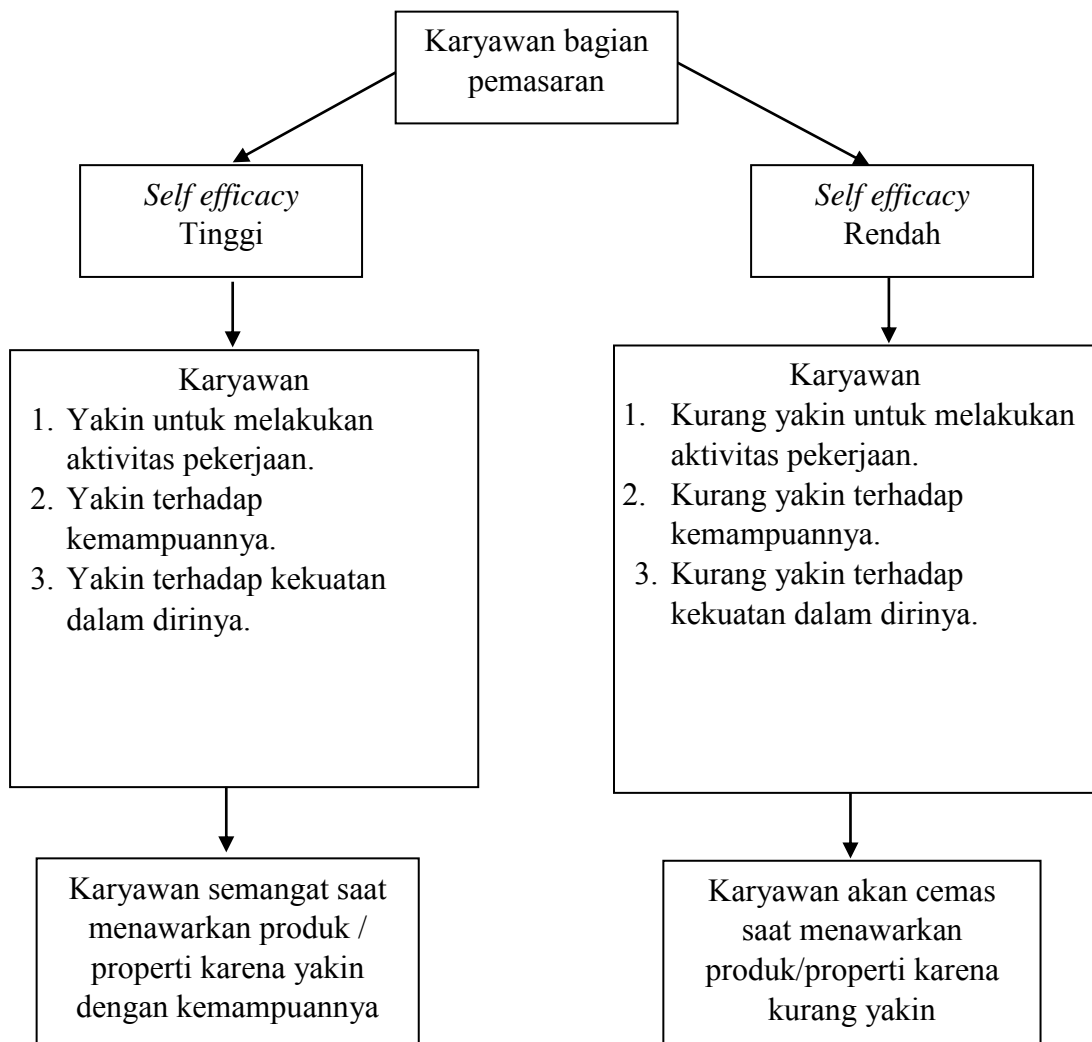 Karyawan bagian
pemasaran
Self efficacy
Tinggi
Self efficacy
Rendah
Karyawan
1. Yakin untuk melakukan
aktivitas pekerjaan.
2. Yakin terhadap
kemampuannya.
3. Yakin terhadap kekuatan
dalam dirinya.
Karyawan
1. Kurang yakin untuk melakukan
aktivitas pekerjaan.
2. Kurang yakin terhadap
kemampuannya.
3. Kurang yakin terhadap
kekuatan dalam dirinya.
Karyawan semangat saat
menawarkan produk /
properti karena yakin
dengan kemampuannya
Karyawan akan cemas
saat menawarkan
produk/properti karena
kurang yakin